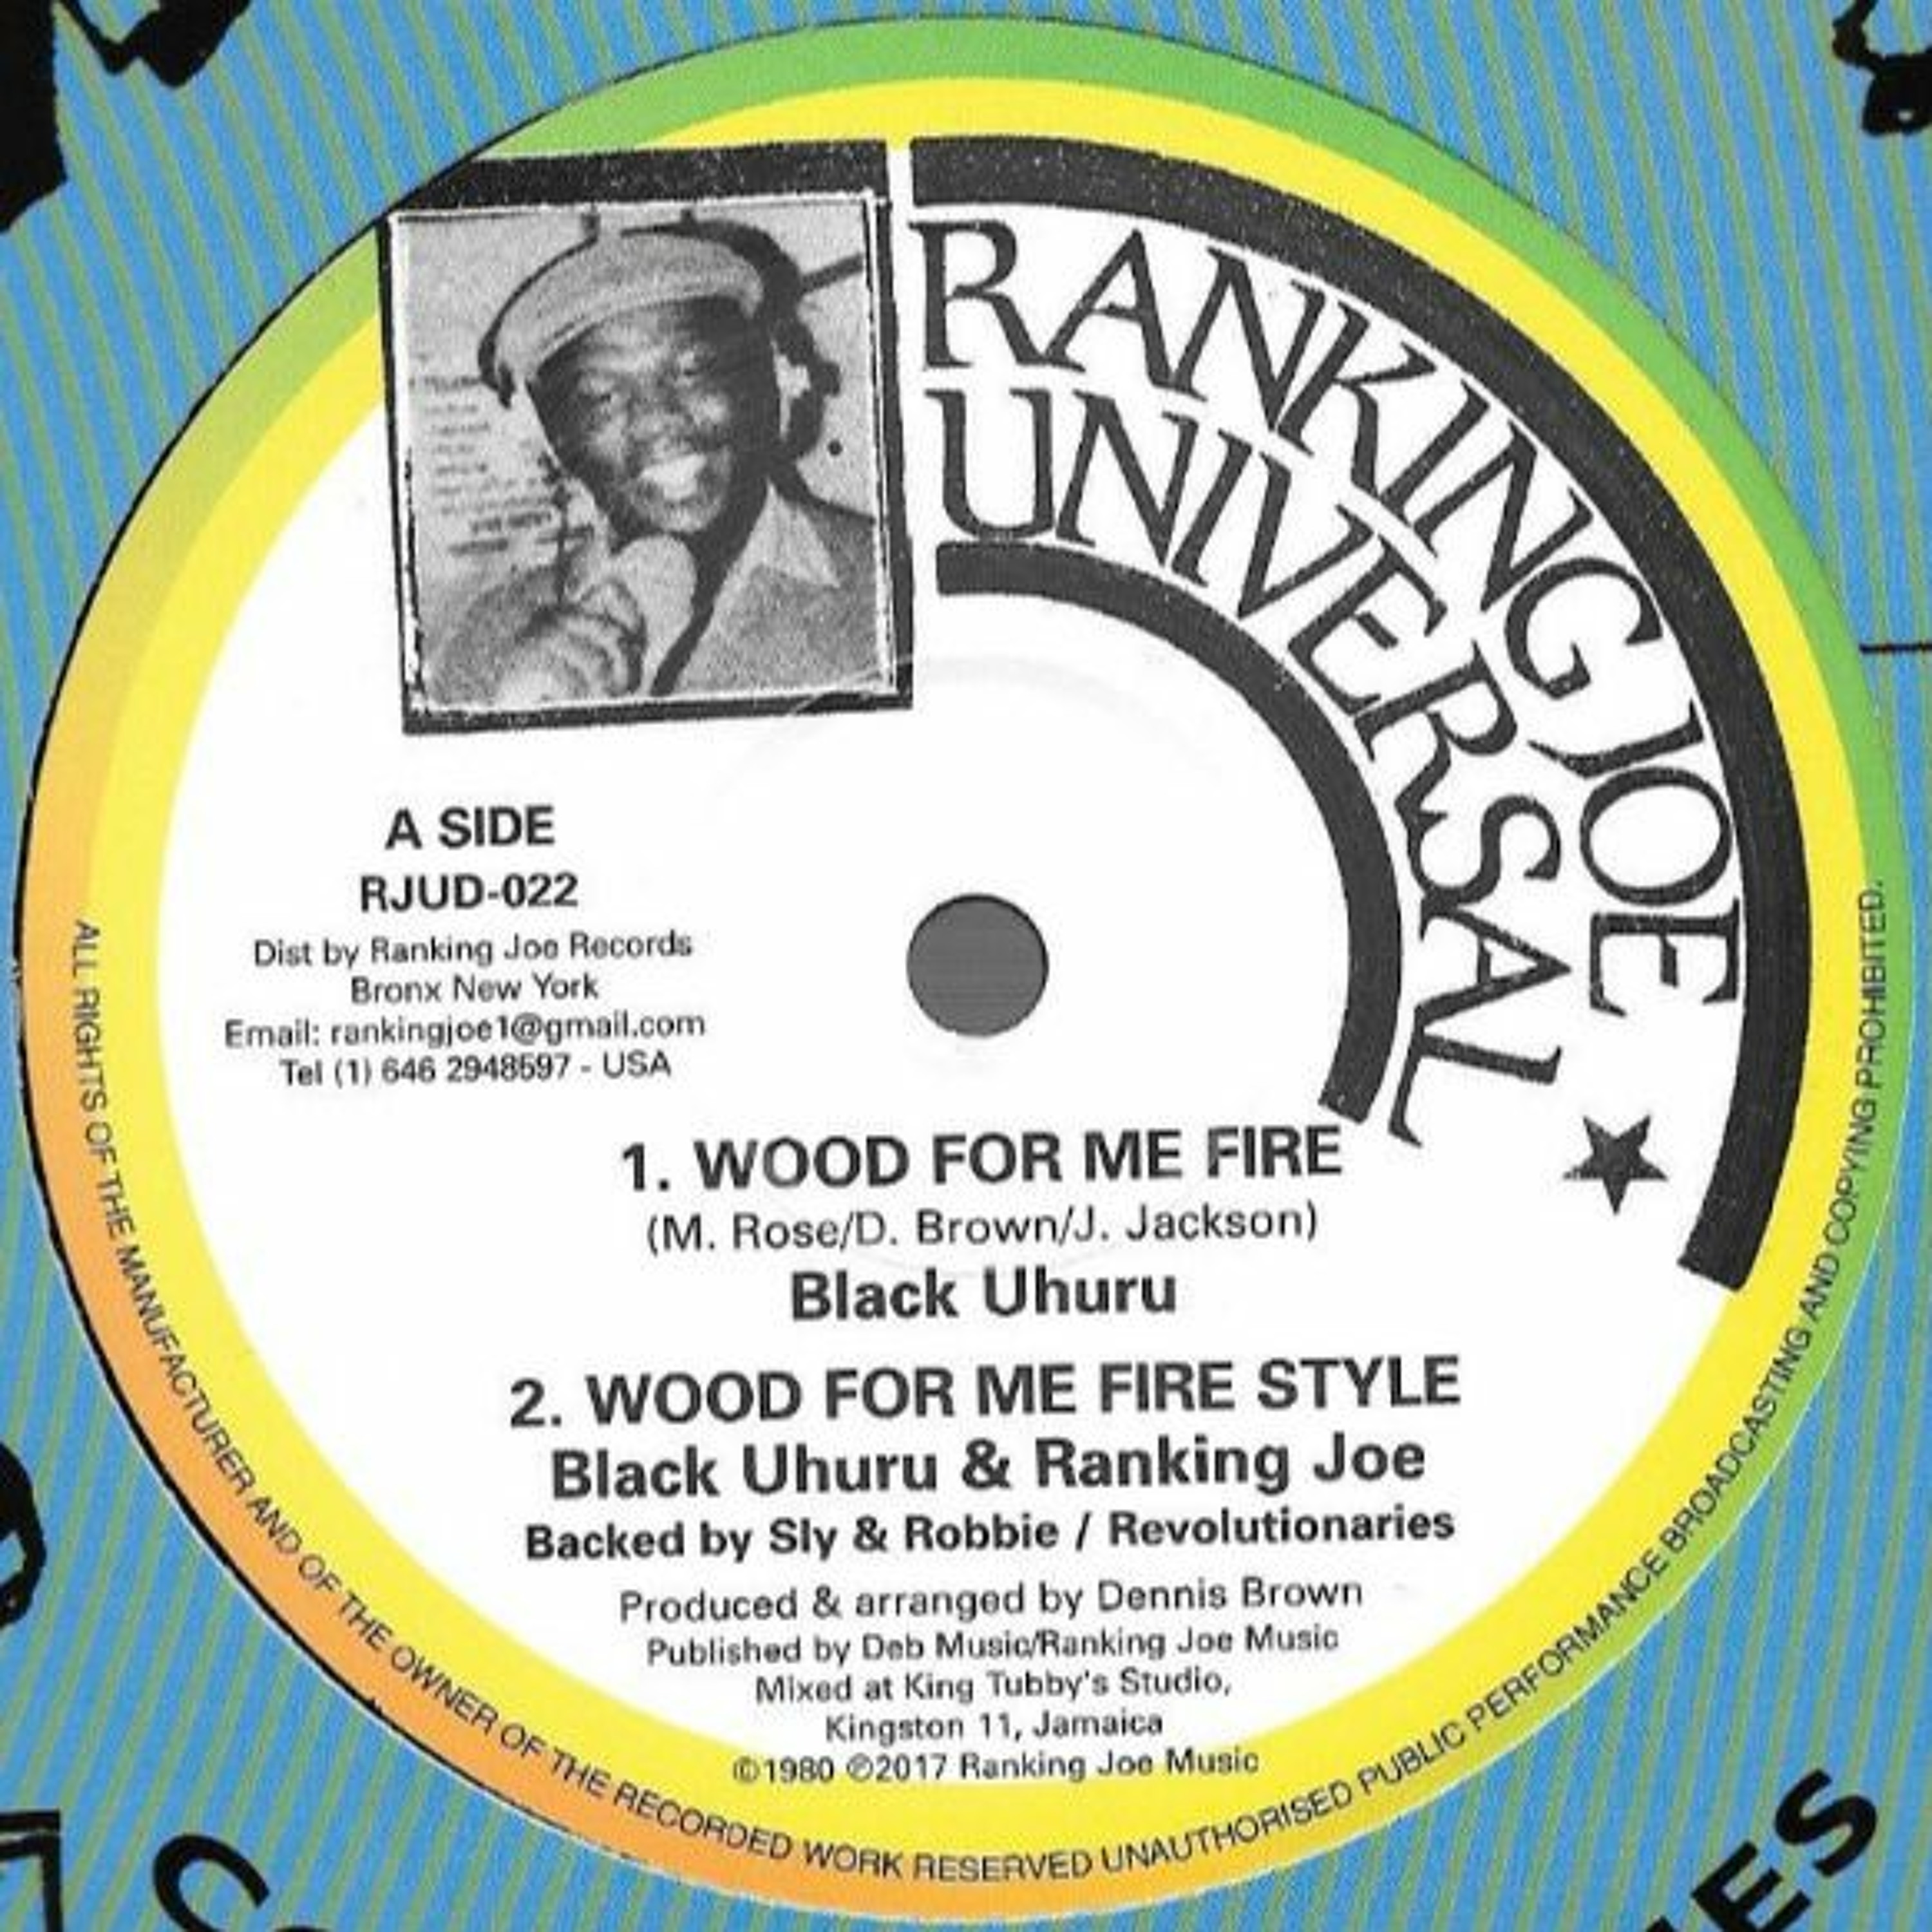 RANKING JOE
UNIVERSAL
A SIDE
RJUD-022
Dist by Ranking Joe Records
Bronx New York
Email: rankingjoe1@gmail.com
Tel (1) 646 2948597 - USA
1. WOOD FOR ME FIRE
(M. Rose/D. Brown/J. Jackson)
Black Uhuru
2. WOOD FOR ME FIRE STYLE
Black Uhuru & Ranking Joe
Backed by Sly & Robbie / Revolutionaries
Produced & arranged by Dennis Brown
Published by Deb Music/Ranking Joe Music
Mixed at King Tubby's Studio,
Kingston 11, Jamaica
©1980 ℗2017 Ranking Joe Music
ALL RIGHTS OF THE MANUFACTURER AND OF THE OWNER OF THE RECORDED WORK RESERVED UNAUTHORISED PUBLIC PERFORMANCE BROADCASTING AND COPYING PROHIBITED.